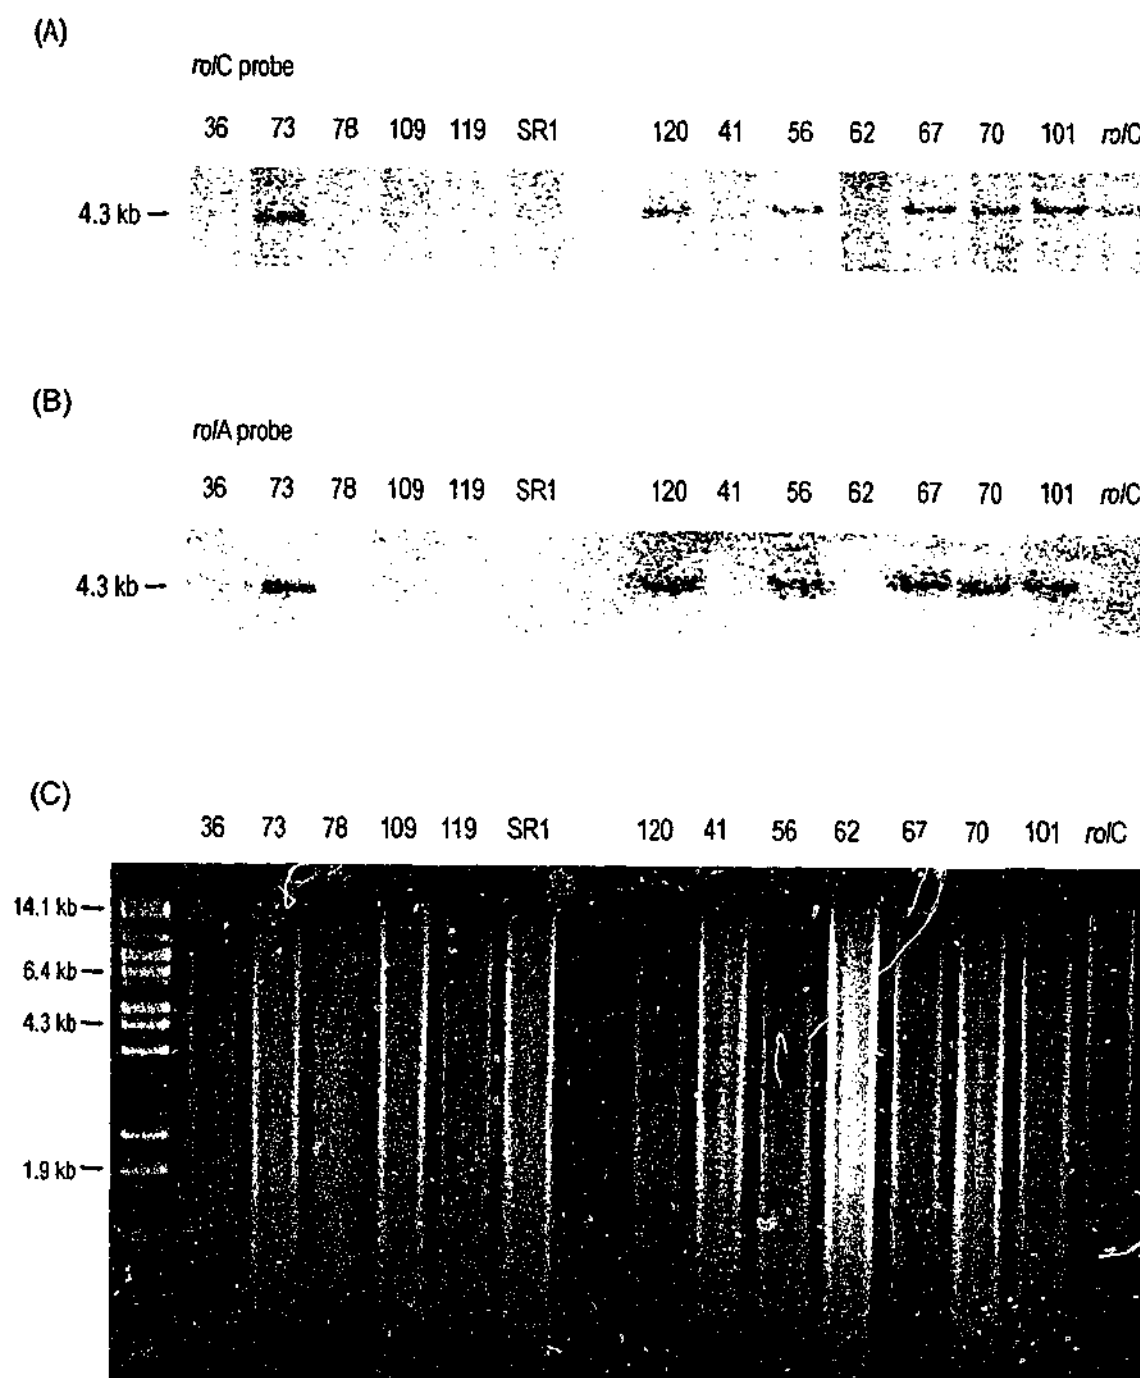 (A)
rolC probe
36 73 78 109 119 SR1 120 41 56 62 67 70 101 rolC
4.3 kb
(B)
rolA probe
36 73 78 109 119 SR1 120 41 56 62 67 70 101 rolC
4.3 kb
(C)
36 73 78 109 119 SR1 120 41 56 62 67 70 101 rolC
14.1 kb
6.4 kb
4.3 kb
1.9 kb